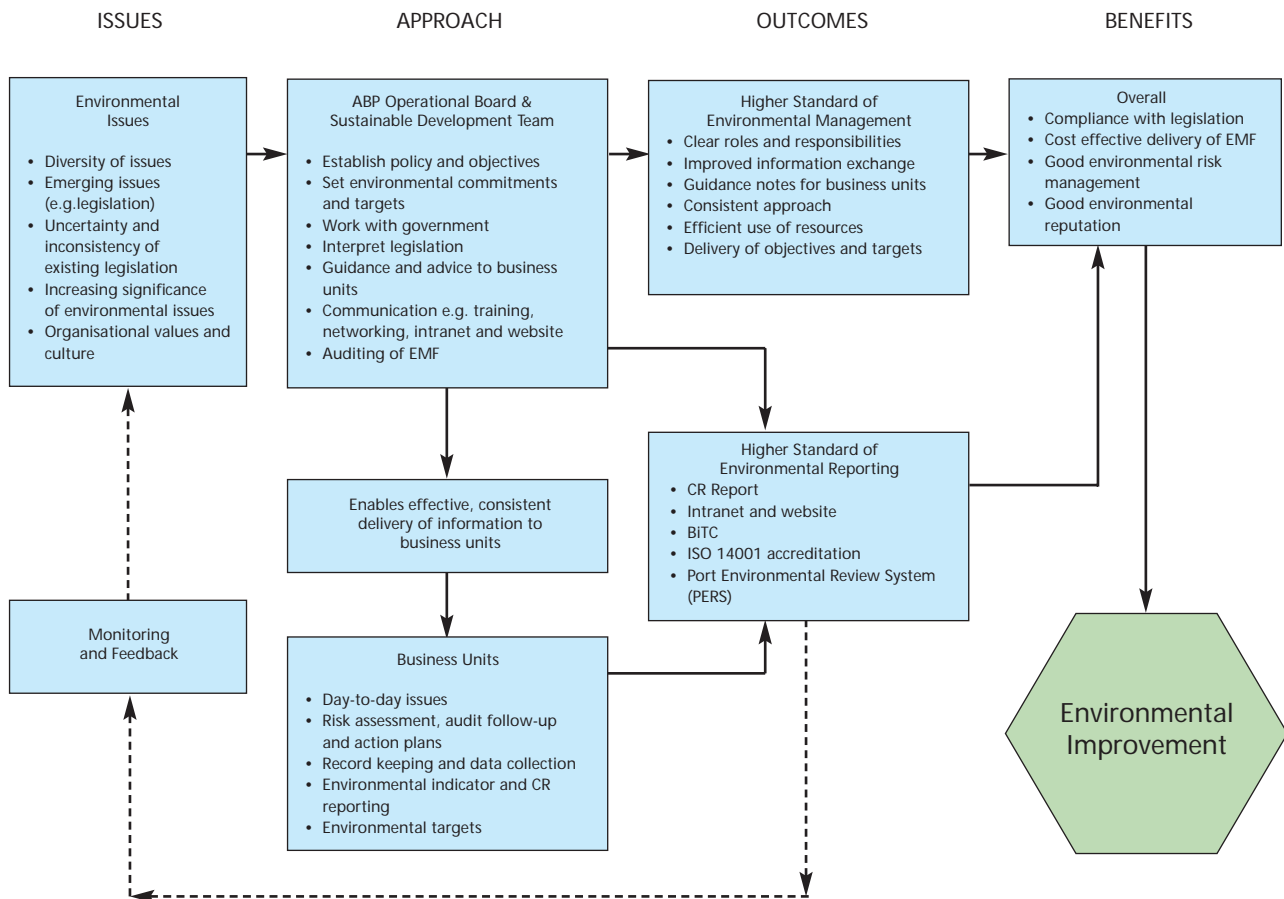 ISSUES
APPROACH
OUTCOMES
BENEFITS
Environmental
Issues
• Diversity of issues
• Emerging issues
(e.g.legislation)
• Uncertainty and
inconsistency of
existing legislation
• Increasing significance
of environmental issues
• Organisational values and
culture
ABP Operational Board &
Sustainable Development Team
• Establish policy and objectives
• Set environmental commitments
and targets
• Work with government
• Interpret legislation
• Guidance and advice to business
units
• Communication e.g. training,
networking, intranet and website
• Auditing of EMF
Higher Standard of
Environmental Management
• Clear roles and responsibilities
• Improved information exchange
• Guidance notes for business units
• Consistent approach
• Efficient use of resources
• Delivery of objectives and targets
Overall
• Compliance with legislation
• Cost effective delivery of EMF
• Good environmental risk
management
• Good environmental
reputation
Enables effective, consistent
delivery of information to
business units
Higher Standard of
Environmental Reporting
• CR Report
• Intranet and website
• BiTC
• ISO 14001 accreditation
• Port Environmental Review System
(PERS)
Monitoring
and Feedback
Business Units
• Day-to-day issues
• Risk assessment, audit follow-up
and action plans
• Record keeping and data collection
• Environmental indicator and CR
reporting
• Environmental targets
Environmental
Improvement